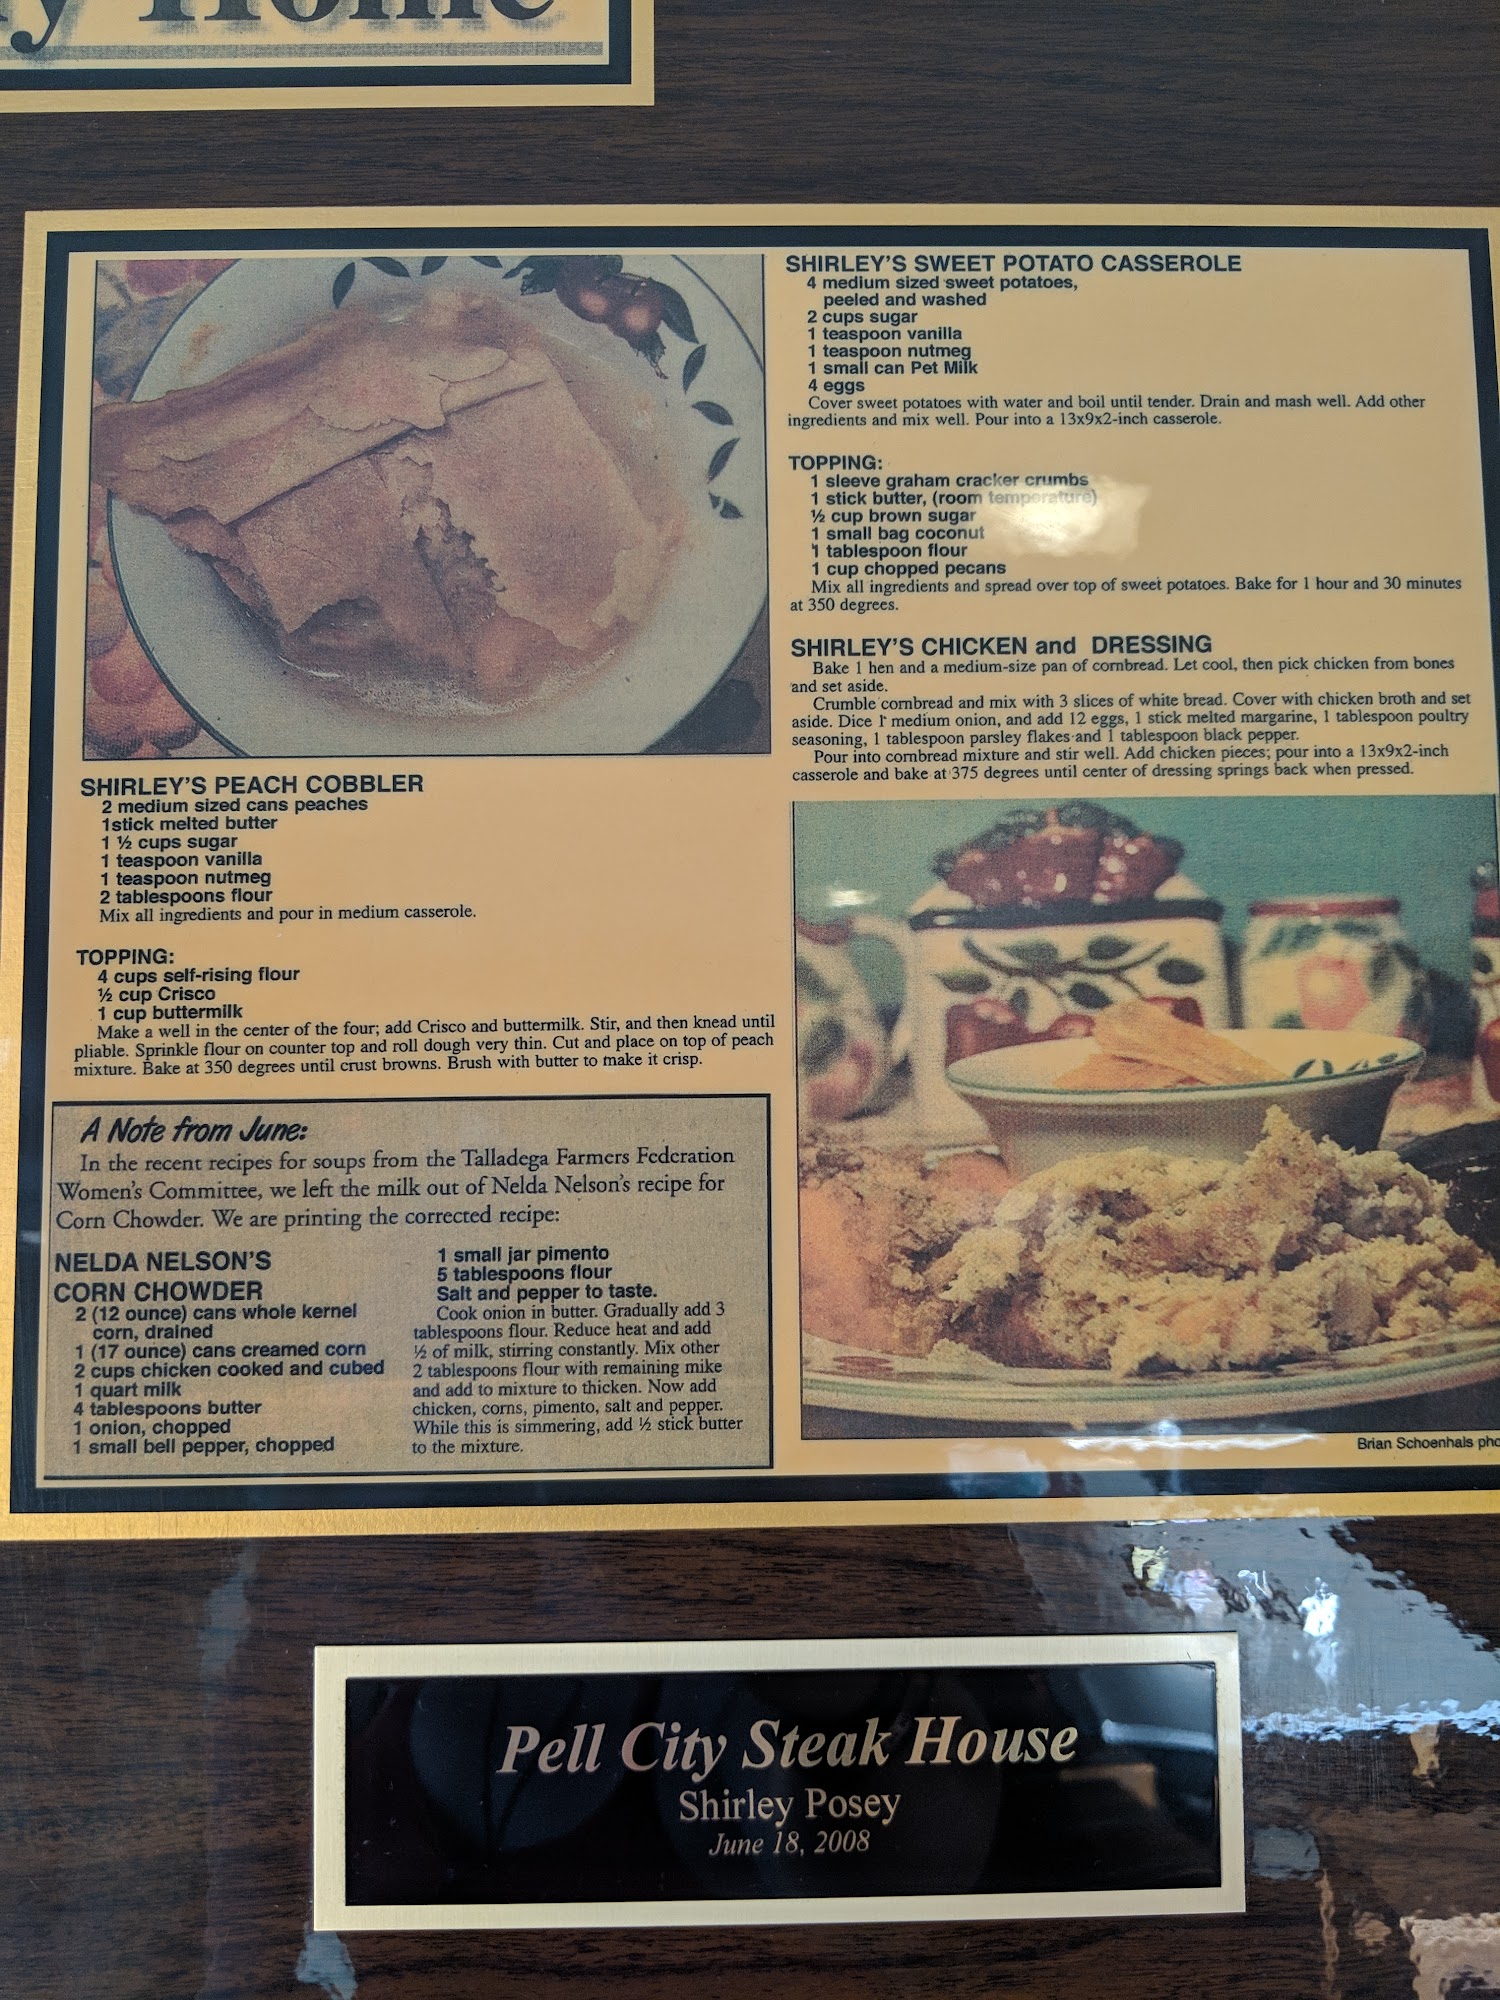 Home
SHIRLEY'S PEACH COBBLER
2 medium sized cans peaches
1stick melted butter
1 ½ cups sugar
1 teaspoon vanilla
1 teaspoon nutmeg
2 tablespoons flour
Mix all ingredients and pour in medium casserole.
TOPPING:
4 cups self-rising flour
½ cup Crisco
1 cup buttermilk
Make a well in the center of the four; add Crisco and buttermilk. Stir, and then knead until
pliable. Sprinkle flour on counter top and roll dough very thin. Cut and place on top of peach
mixture. Bake at 350 degrees until crust browns. Brush with butter to make it crisp.
A Note from June:
In the recent recipes for soups from the Talladega Farmers Federation
Women's Committee, we left the milk out of Nelda Nelson's recipe for
Corn Chowder. We are printing the corrected recipe:
NELDA NELSON'S
CORN CHOWDER
2 (12 ounce) cans whole kernel
corn, drained
1 (17 ounce) cans creamed corn
2 cups chicken cooked and cubed
1 quart milk
4 tablespoons butter
1 onion, chopped
1 small bell pepper, chopped
1 small jar pimento
5 tablespoons flour
Salt and pepper to taste.
Cook onion in butter. Gradually add 3
tablespoons flour. Reduce heat and add
½ of milk, stirring constantly. Mix other
2 tablespoons flour with remaining mike
and add to mixture to thicken. Now add
chicken, corns, pimento, salt and pepper.
While this is simmering, add ½ stick butter
to the mixture.
SHIRLEY'S SWEET POTATO CASSEROLE
4 medium sized sweet potatoes,
peeled and washed
2 cups sugar
1 teaspoon vanilla
1 teaspoon nutmeg
1 small can Pet Milk
4 eggs
Cover sweet potatoes with water and boil until tender. Drain and mash well. Add other
ingredients and mix well. Pour into a 13x9x2-inch casserole.
TOPPING:
1 sleeve graham cracker crumbs
1 stick butter, (room temperature)
½ cup brown sugar
1 small bag coconut
1 tablespoon flour
1 cup chopped pecans
Mix all ingredients and spread over top of sweet potatoes. Bake for 1 hour and 30 minutes
at 350 degrees.
SHIRLEY'S CHICKEN and DRESSING
Bake 1 hen and a medium-size pan of cornbread. Let cool, then pick chicken from bones
and set aside.
Crumble cornbread and mix with 3 slices of white bread. Cover with chicken broth and set
aside. Dice 1 medium onion, and add 12 eggs, 1 stick melted margarine, 1 tablespoon poultry
seasoning, 1 tablespoon parsley flakes and 1 tablespoon black pepper.
Pour into cornbread mixture and stir well. Add chicken pieces; pour into a 13x9x2-inch
casserole and bake at 375 degrees until center of dressing springs back when pressed.
Brian Schoenhals pho
Pell City Steak House
Shirley Posey
June 18, 2008